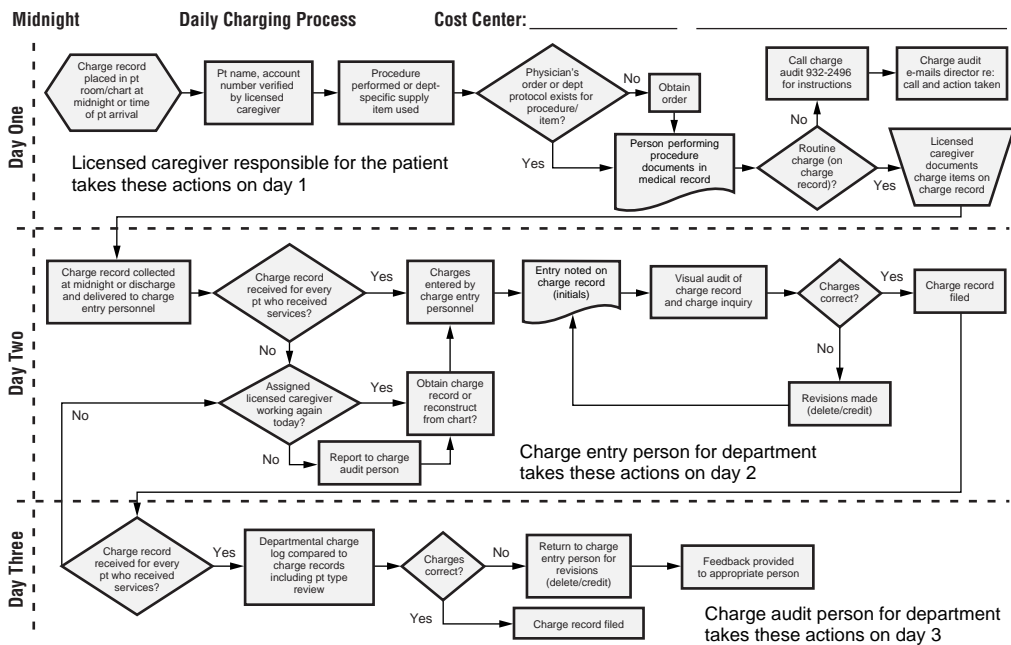 Midnight
Daily Charging Process
Cost Center:
Day One
Charge record
placed in pt
room/chart at
midnight or time
of pt arrival
Pt name, account
number verified
by licensed
caregiver
Procedure
performed or dept-
specific supply
item used
Physician's
order or dept
protocol exists for
procedure/
item?
No
Obtain
order
Yes
Person performing
procedure
documents in
medical record
Call charge
audit 932-2496
for instructions
Charge audit
e-mails director re:
call and action taken
No
Routine
charge (on
charge record)?
Yes
Licensed
caregiver
documents
charge items on
charge record
Licensed caregiver responsible for the patient
takes these actions on day 1
Day Two
Charge record collected
at midnight or discharge
and delivered to charge
entry personnel
Charge record
received for every
pt who received
services?
Yes
Charges
entered by
charge entry
personnel
Entry noted on
charge record
(initials)
Visual audit of
charge record
and charge inquiry
Charges
correct?
Yes
Charge record
filed
No
No
Revisions made
(delete/credit)
No
Assigned
licensed caregiver
working again
today?
Yes
Obtain charge
record or
reconstruct
from chart?
No
Report to charge
audit person
Charge entry person for department
takes these actions on day 2
Day Three
Charge record
received for every
pt who received
services?
Yes
Departmental charge
log compared to
charge records
including pt type
review
Charges
correct?
No
Return to charge
entry person for
revisions
(delete/credit)
Feedback provided
to appropriate person
Yes
Charge record filed
Charge audit person for department
takes these actions on day 3